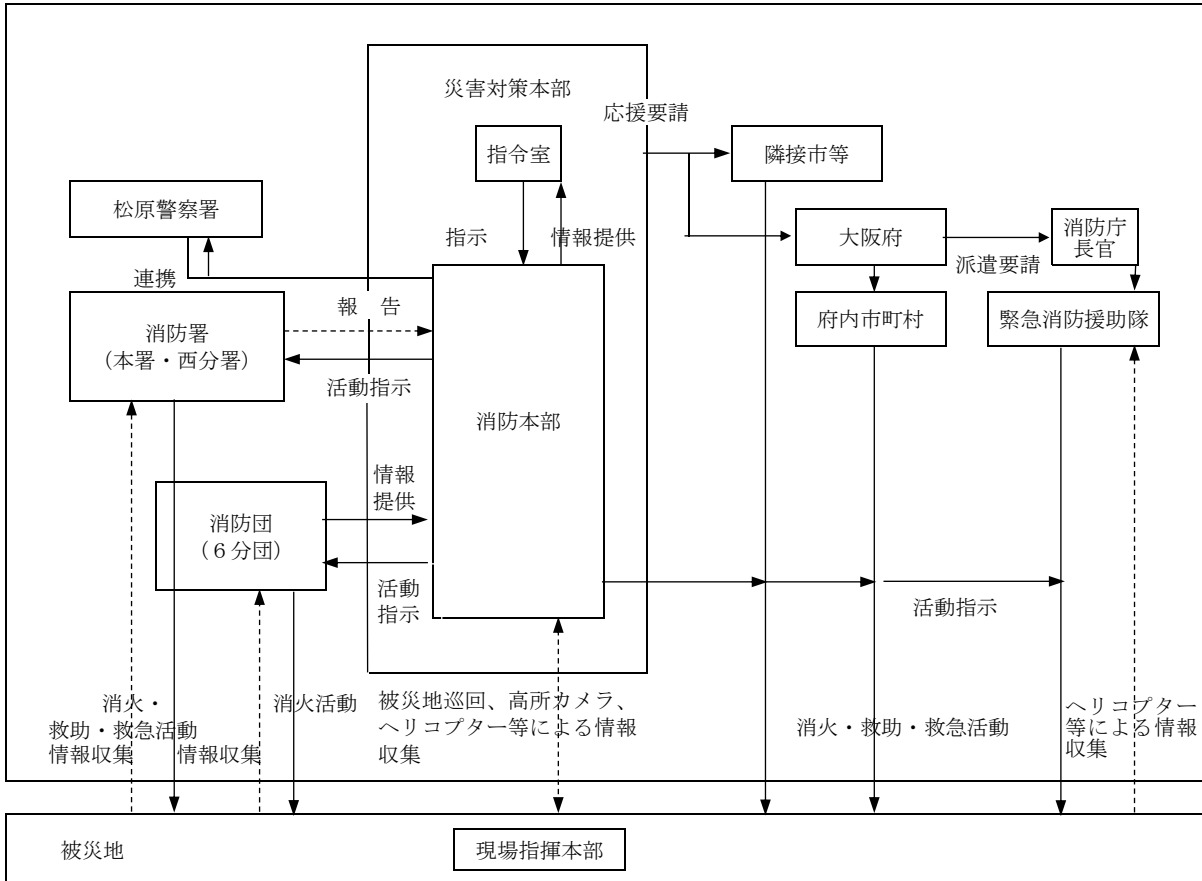 災害対策本部
応援要請
指令室
隣接市等
松原警察署
指示
情報提供
大阪府
消防庁
長官
派遣要請
連携
報　告
消防署
（本署・西分署）
府内市町村
緊急消防援助隊
活動指示
消防本部
情報
提供
消防団
（６分団）
活動
指示
活動指示
消火・
救助・救急活動
情報収集
消火活動
情報収集
被災地巡回、高所カメラ、
ヘリコプター等による情報
収集
消火・救助・救急活動
ヘリコプター
等による情報
収集
被災地
現場指揮本部